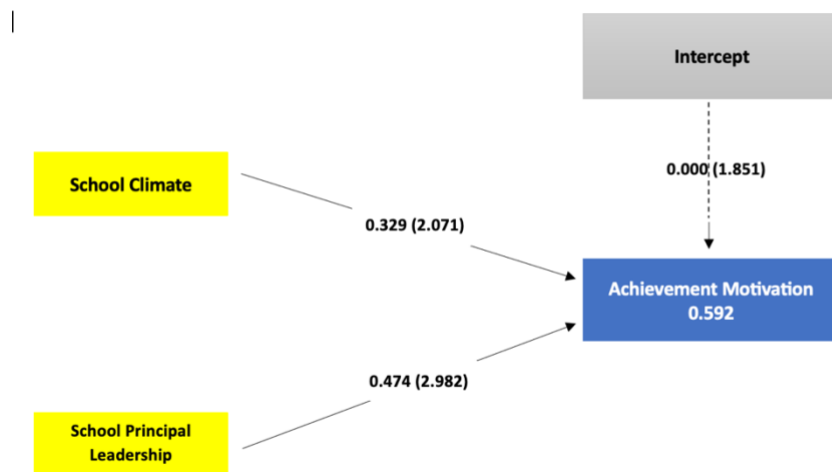 Intercept
0.000 (1.851)
School Climate
0.329 (2.071)
Achievement Motivation
0.592
0.474 (2.982)
School Principal
Leadership